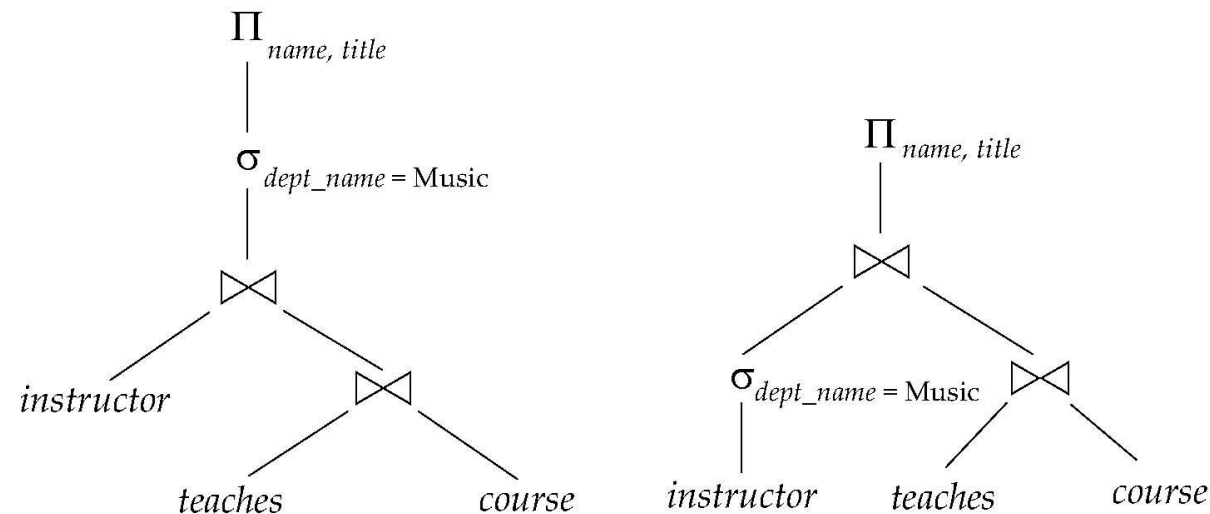 Π name, title
σ dept_name = Music
⋈
instructor
⋈
teaches
course
Π name, title
⋈
σ dept_name = Music
⋈
instructor
teaches
course